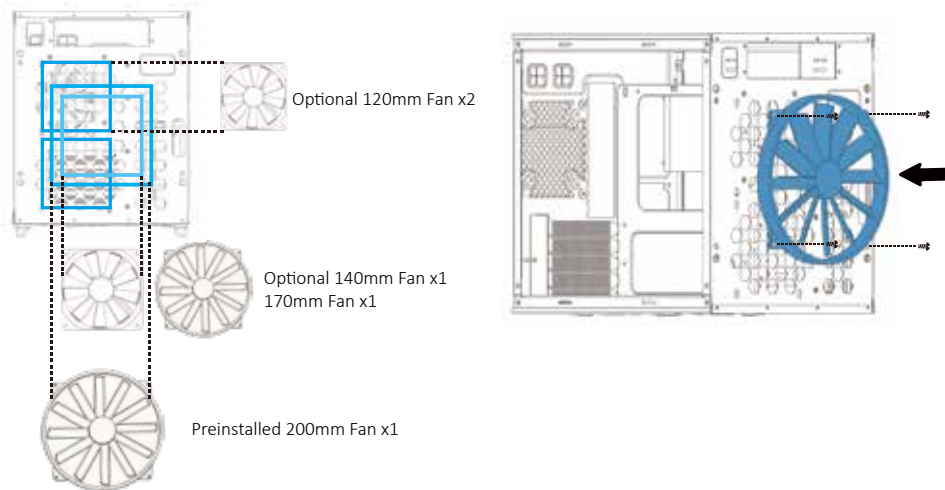 Optional 120mm Fan x2
Optional 140mm Fan x1
170mm Fan x1
Preinstalled 200mm Fan x1